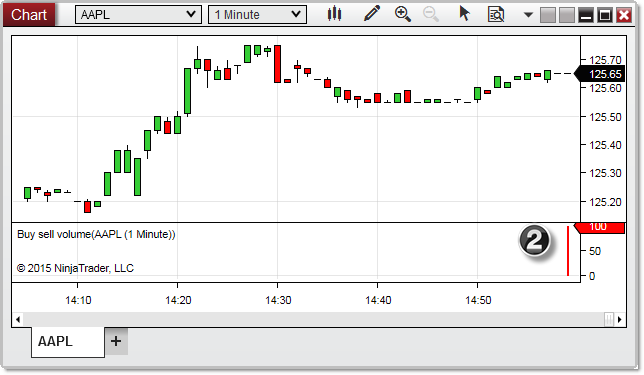 Chart AAPL 1 Minute
125.70
125.65
125.60
125.50
125.40
125.30
125.20
Buy sell volume(AAPL (1 Minute))
2
100
50
© 2015 NinjaTrader, LLC
0
14:10 14:20 14:30 14:40 14:50
AAPL +